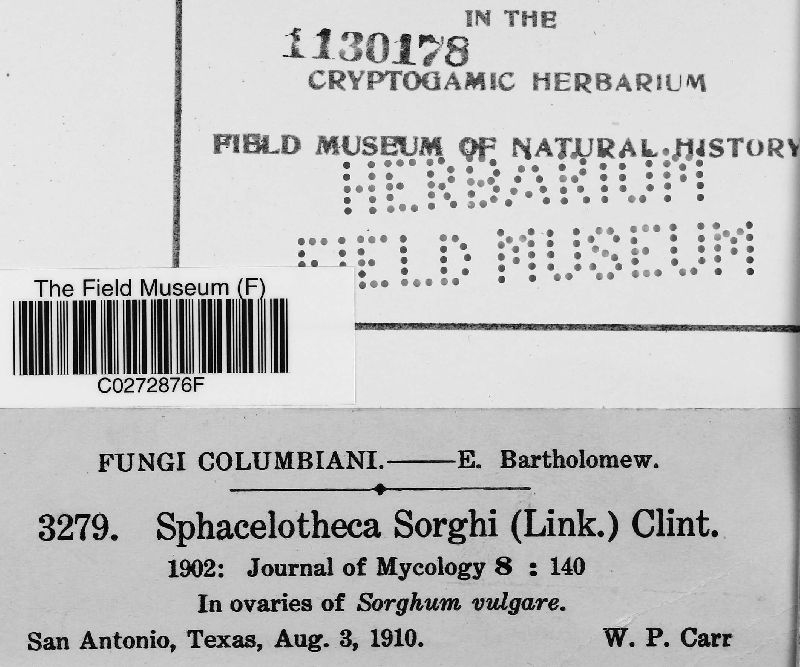 IN THE
1130178
CRYPTOGAMIC HERBARIUM
FIELD MUSEUM OF NATURAL HISTORY
HERBARIUM
FIELD MUSEUM
The Field Museum (F)
C0272876F
FUNGI COLUMBIANI.——E. Bartholomew.
3279. Sphacelotheca Sorghi (Link.) Clint.
1902: Journal of Mycology 8 : 140
In ovaries of Sorghum vulgare.
San Antonio, Texas, Aug. 3, 1910. W. P. Carr